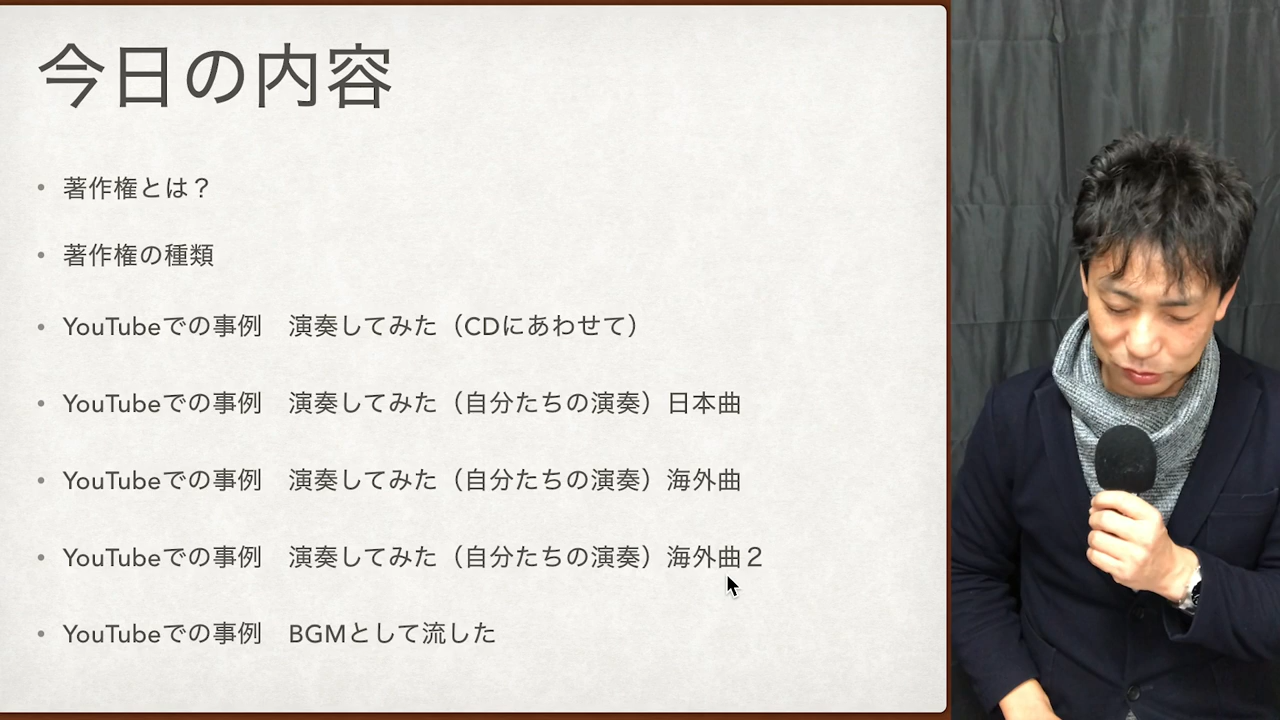 今日の内容
• 著作権とは？
• 著作権の種類
• YouTubeでの事例　演奏してみた（CDにあわせて）
• YouTubeでの事例　演奏してみた（自分たちの演奏）日本曲
• YouTubeでの事例　演奏してみた（自分たちの演奏）海外曲
• YouTubeでの事例　演奏してみた（自分たちの演奏）海外曲２
• YouTubeでの事例　BGMとして流した